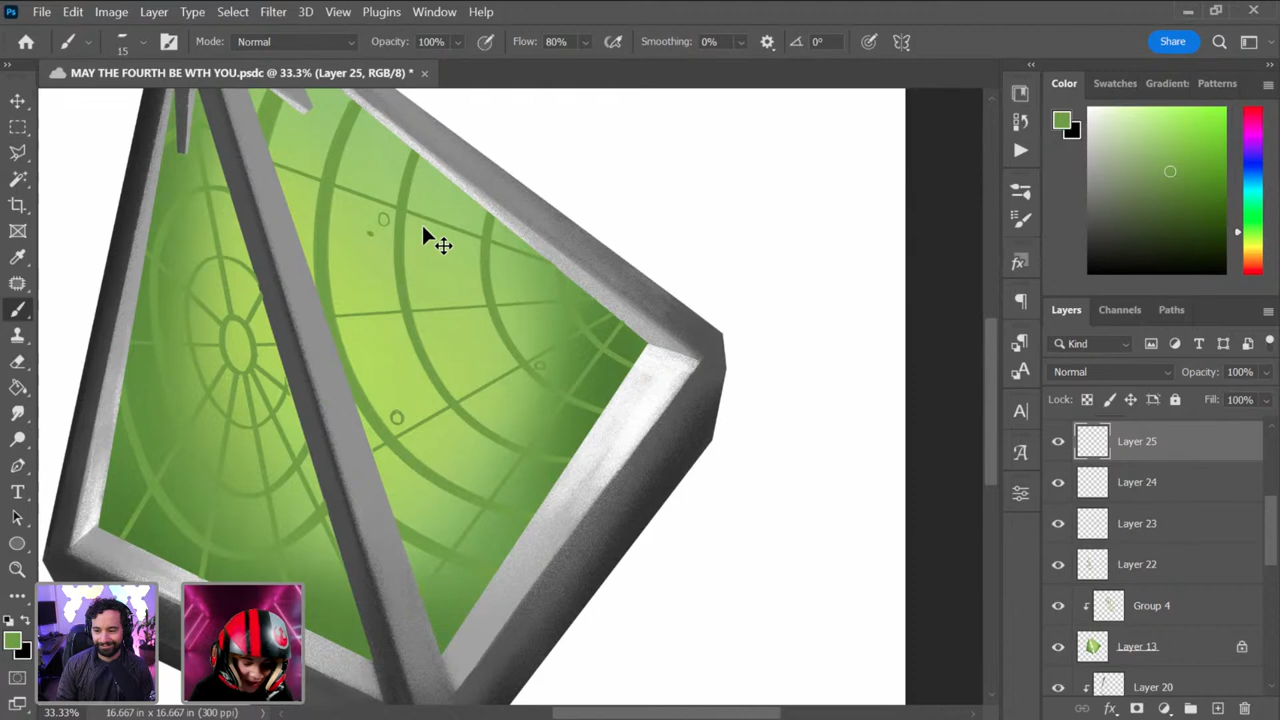 Ps File Edit Image Layer Type Select Filter 3D View Plugins Window Help
15 Mode: Normal Opacity: 100% Flow: 80% Smoothing: 0% 0° Share
MAY THE FOURTH BE WTH YOU.psdc @ 33.3% (Layer 25, RGB/8) *
Color Swatches Gradient: Patterns
Layers Channels Paths
Kind
Normal Opacity: 100%
Lock: Fill: 100%
Layer 25
Layer 24
Layer 23
Layer 22
Group 4
Layer 13
Layer 20
33.33% 16.667 in x 16.667 in (300 ppi)